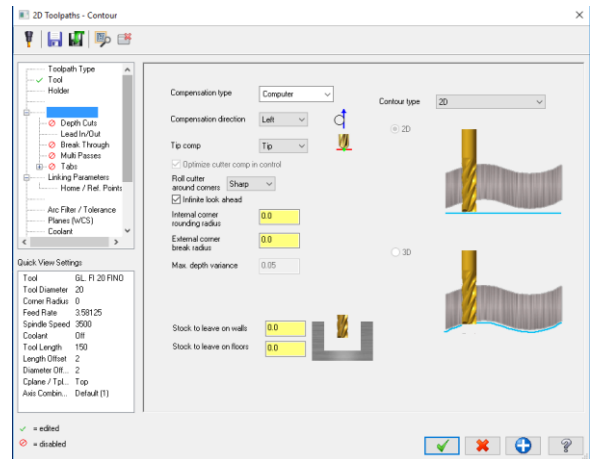 2D Toolpaths - Contour
Toolpath Type
Tool
Holder
Depth Cuts
Lead In/Out
Break Through
Multi Passes
Tabs
Linking Parameters
Home / Ref. Points
Arc Filter / Tolerance
Planes (WCS)
Coolant
Quick View Settings
Tool GL. FI 20 FINO
Tool Diameter 20
Corner Radius 0
Feed Rate 3.58125
Spindle Speed 3500
Coolant Off
Tool Length 150
Length Offset 2
Diameter Off... 2
Cplane / Tpl... Top
Axis Combin... Default (1)
= edited
= disabled
Compensation type Computer
Compensation direction Left
Tip comp Tip
Optimize cutter comp in control
Roll cutter
around corners Sharp
Infinite look ahead
Internal corner
rounding radius 0.0
External corner
break radius 0.0
Max. depth variance 0.05
Stock to leave on walls 0.0
Stock to leave on floors 0.0
Contour type 2D
2D
3D